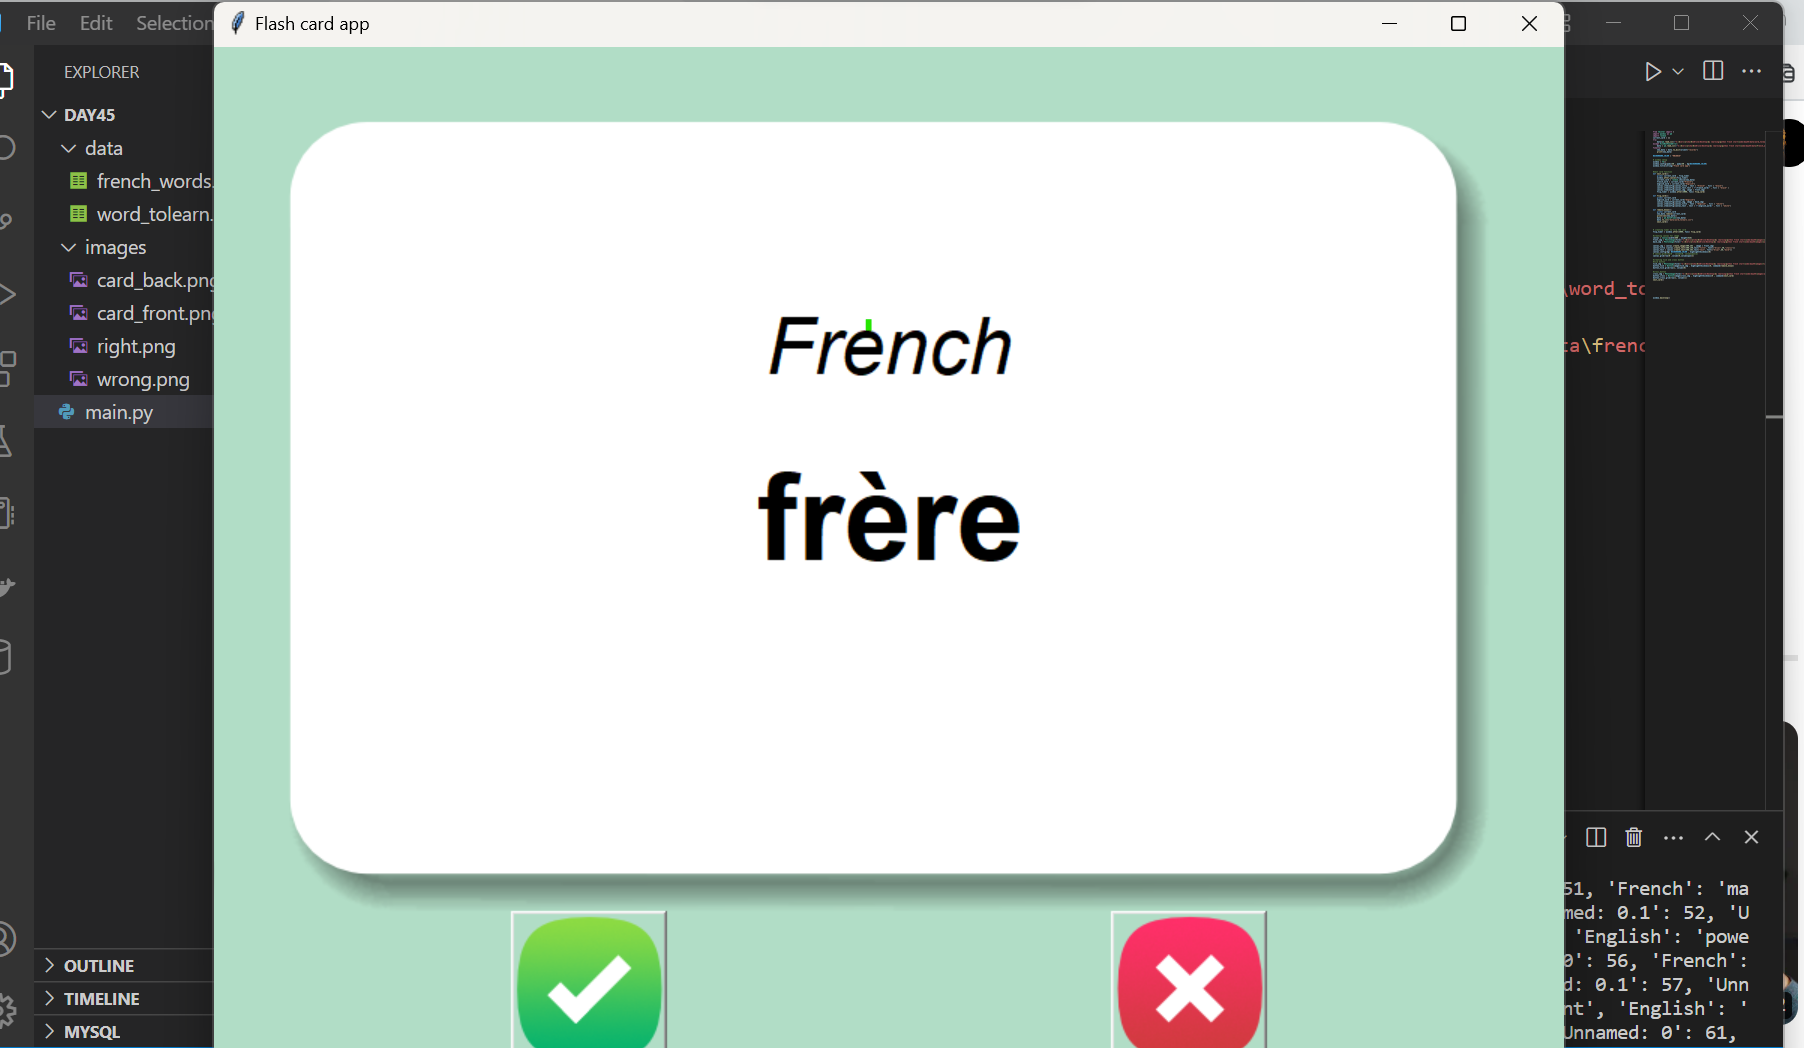 File Edit Selection
Flash card app
EXPLORER
DAY45
data
french_words.
word_tolearn.
images
card_back.png
card_front.png
right.png
wrong.png
main.py
French
frère
\word_to
ta\frenc
OUTLINE
TIMELINE
MYSQL
51, 'French': 'ma
med: 0.1': 52, 'U
'English': 'powe
0': 56, 'French':
d: 0.1': 57, 'Unn
nt', 'English': '
Unnamed: 0': 61,